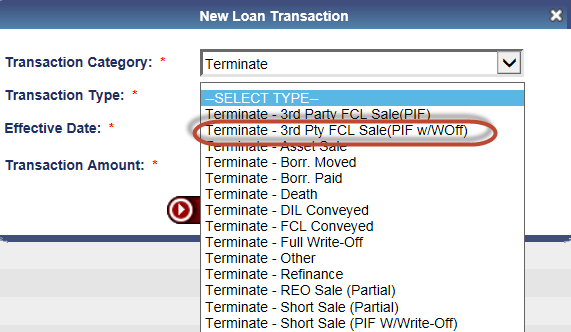 New Loan Transaction
Transaction Category: * Terminate
Transaction Type: *
--SELECT TYPE--
Terminate - 3rd Party FCL Sale(PIF)
Effective Date: *
Terminate - 3rd Pty FCL Sale(PIF w/WOff)
Terminate - Asset Sale
Transaction Amount: *
Terminate - Borr. Moved
Terminate - Borr. Paid
Terminate - Death
Terminate - DIL Conveyed
Terminate - FCL Conveyed
Terminate - Full Write-Off
Terminate - Other
Terminate - Refinance
Terminate - REO Sale (Partial)
Terminate - Short Sale (Partial)
Terminate - Short Sale (PIF W/Write-Off)